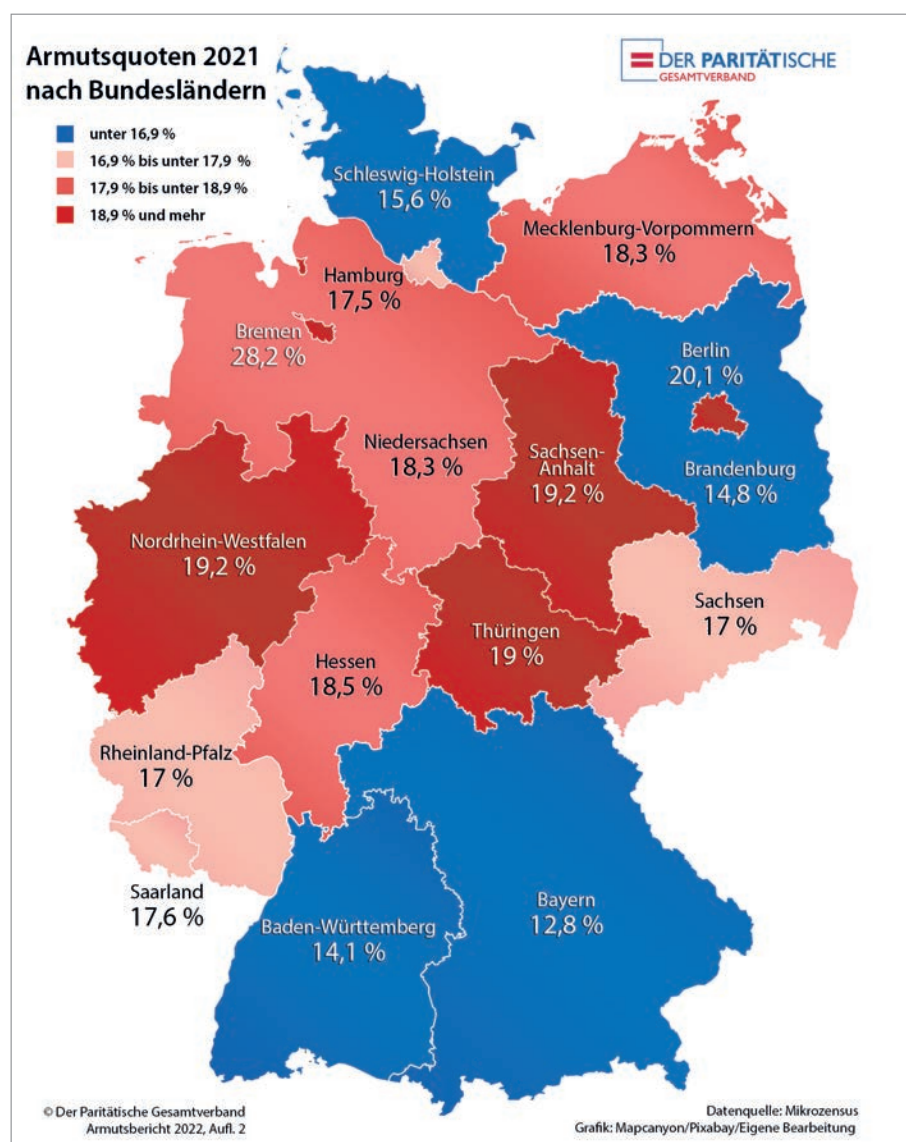 Armutsquoten 2021
nach Bundesländern
DER PARITÄTISCHE
GESAMTVERBAND
unter 16,9 %
16,9 % bis unter 17,9 %
17,9 % bis unter 18,9 %
18,9 % und mehr
Schleswig-Holstein
15,6 %
Mecklenburg-Vorpommern
18,3 %
Hamburg
17,5 %
Bremen
28,2 %
Berlin
20,1 %
Niedersachsen
18,3 %
Sachsen-
Anhalt
19,2 %
Brandenburg
14,8 %
Nordrhein-Westfalen
19,2 %
Sachsen
17 %
Thüringen
19 %
Hessen
18,5 %
Rheinland-Pfalz
17 %
Saarland
17,6 %
Baden-Württemberg
14,1 %
Bayern
12,8 %
© Der Paritätische Gesamtverband
Armutsbericht 2022, Aufl. 2
Datenquelle: Mikrozensus
Grafik: Mapcanyon/Pixabay/Eigene Bearbeitung